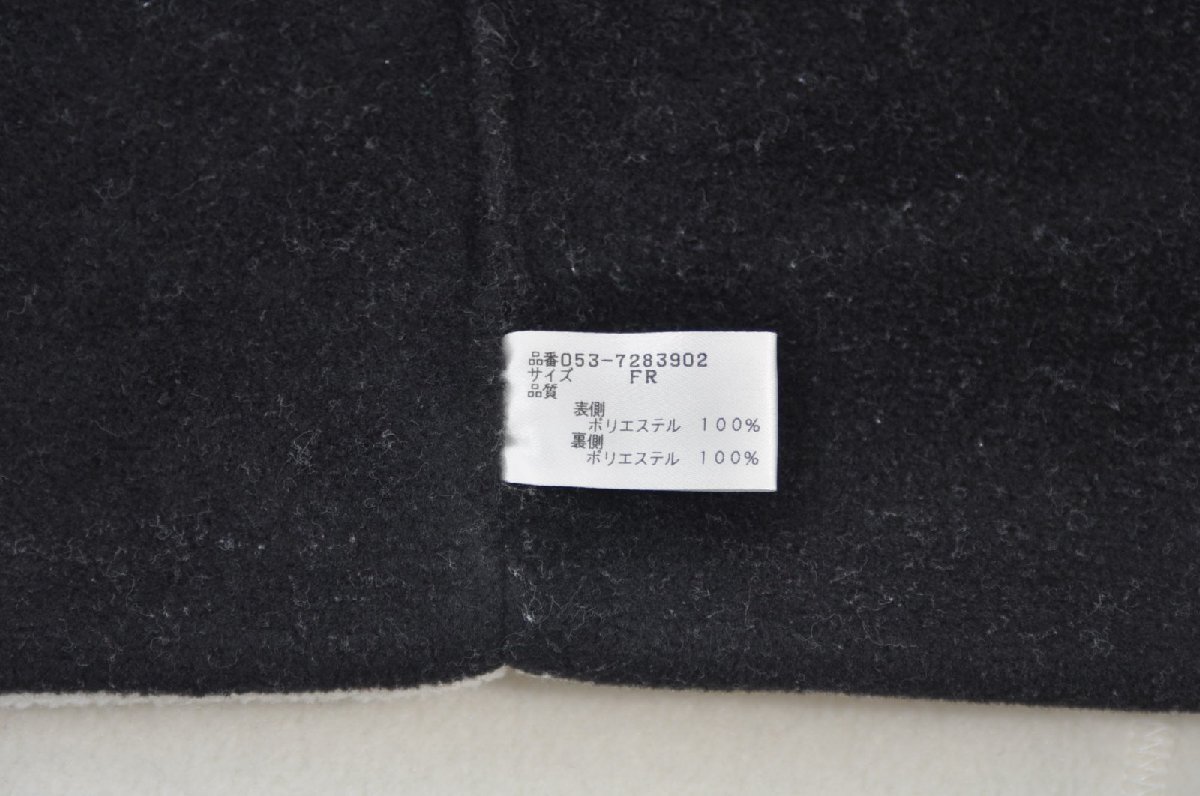 品番053-7283902
サイズ FR
品質
表側
ポリエステル 100%
裏側
ポリエステル 100%